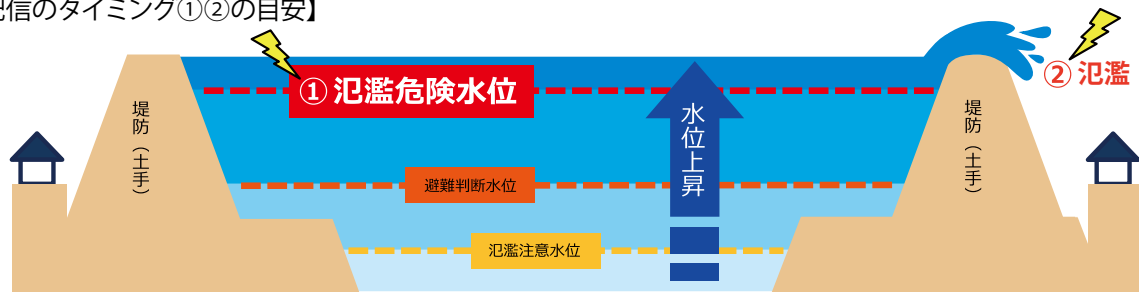 配信のタイミング①②の目安】
① 氾濫危険水位
② 氾濫
堤防（土手）
水位上昇
堤防（土手）
避難判断水位
氾濫注意水位